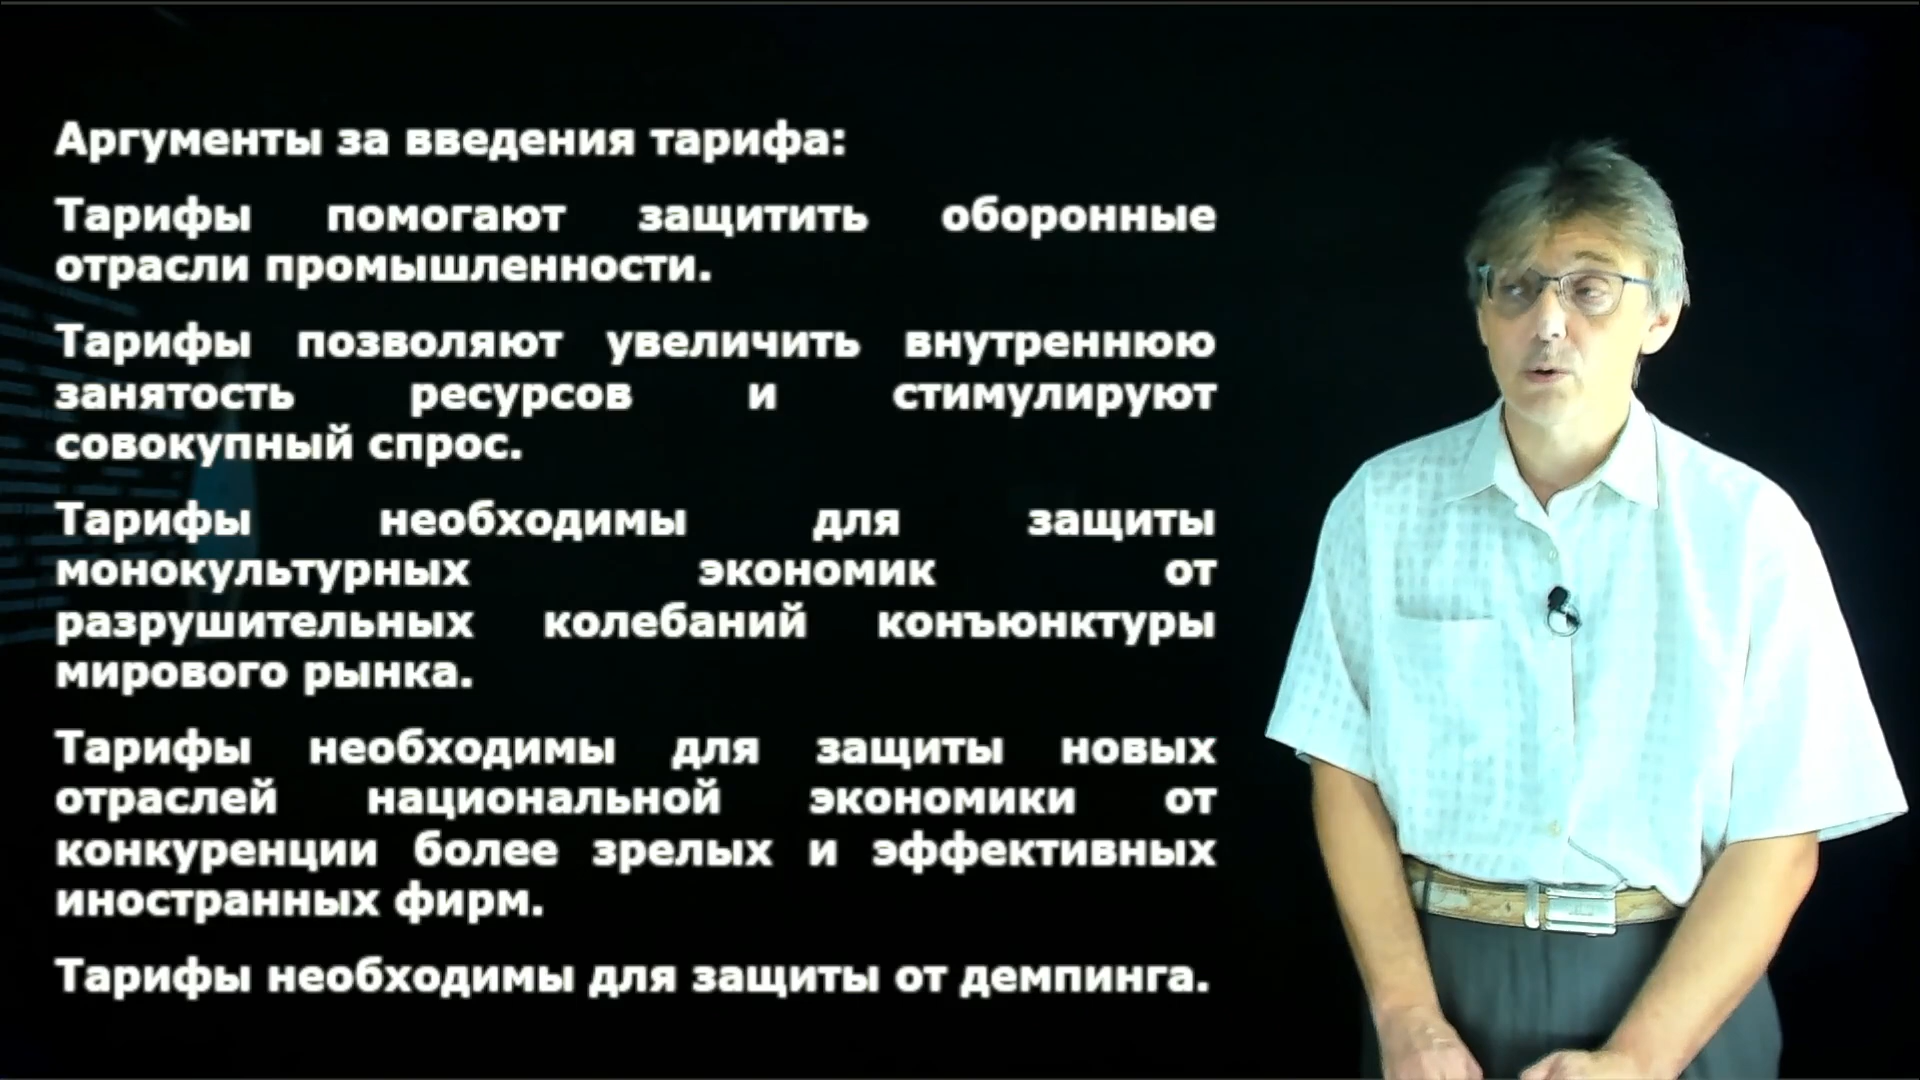 Аргументы за введения тарифа:
Тарифы помогают защитить оборонные
отрасли промышленности.
Тарифы позволяют увеличить внутреннюю
занятость ресурсов и стимулируют
совокупный спрос.
Тарифы необходимы для защиты
монокультурных экономик от
разрушительных колебаний конъюнктуры
мирового рынка.
Тарифы необходимы для защиты новых
отраслей национальной экономики от
конкуренции более зрелых и эффективных
иностранных фирм.
Тарифы необходимы для защиты от демпинга.